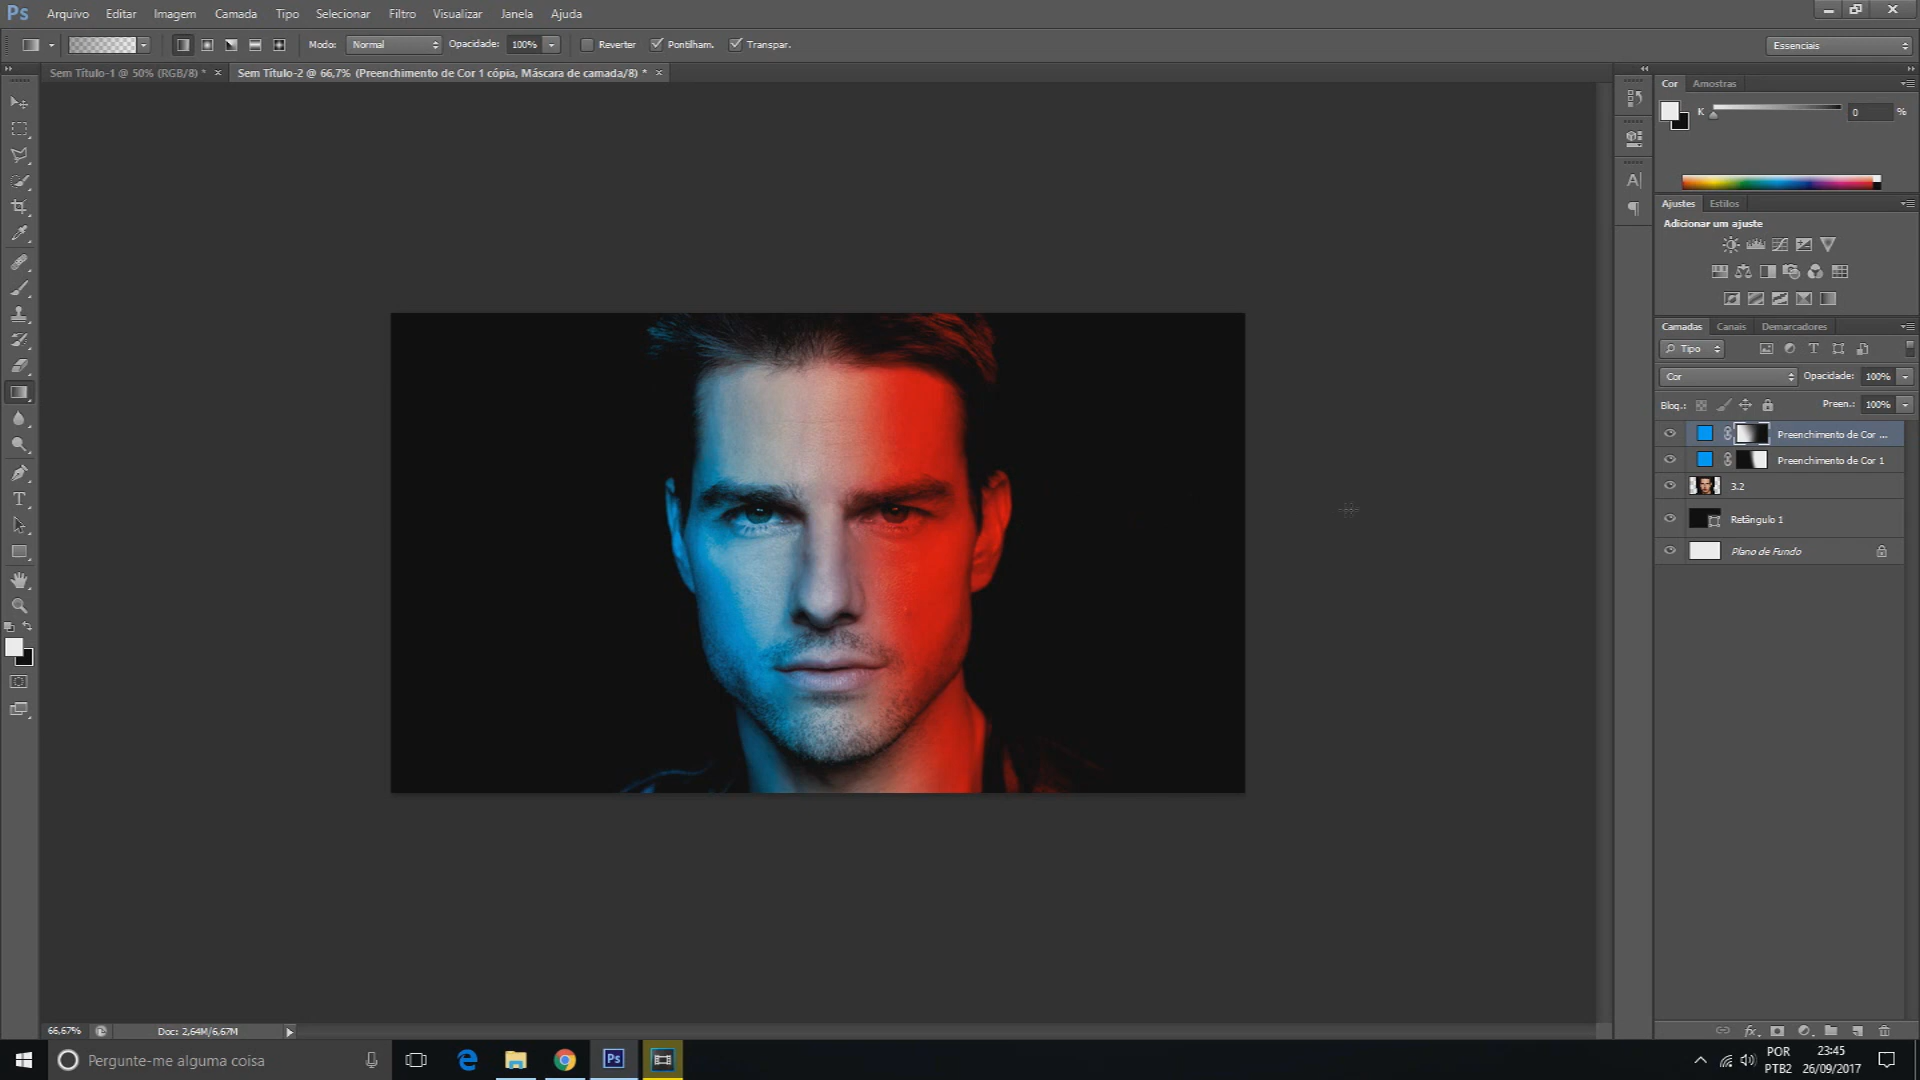 Ps Arquivo Editar Imagem Camada Tipo Selecionar Filtro Visualizar Janela Ajuda
Modo: Normal Opacidade: 100% Reverter Pontilham. Transpar. Essenciais
Sem Título-1 @ 50% (RGB/8) * × Sem Título-2 @ 66,7% (Preenchimento de Cor 1 cópia, Máscara de camada/8) * ×
Cor Amostras
K 0 %
Ajustes Estilos
Adicionar um ajuste
Camadas Canais Demarcadores
Tipo
Cor Opacidade: 100%
Bloq.: Preen.: 100%
Preenchimento de Cor ...
Preenchimento de Cor 1
3.2
Retângulo 1
Plano de Fundo
66,67% Doc: 2,64M/6,67M
Pergunte-me alguma coisa
POR
PTB2
23:45
26/09/2017